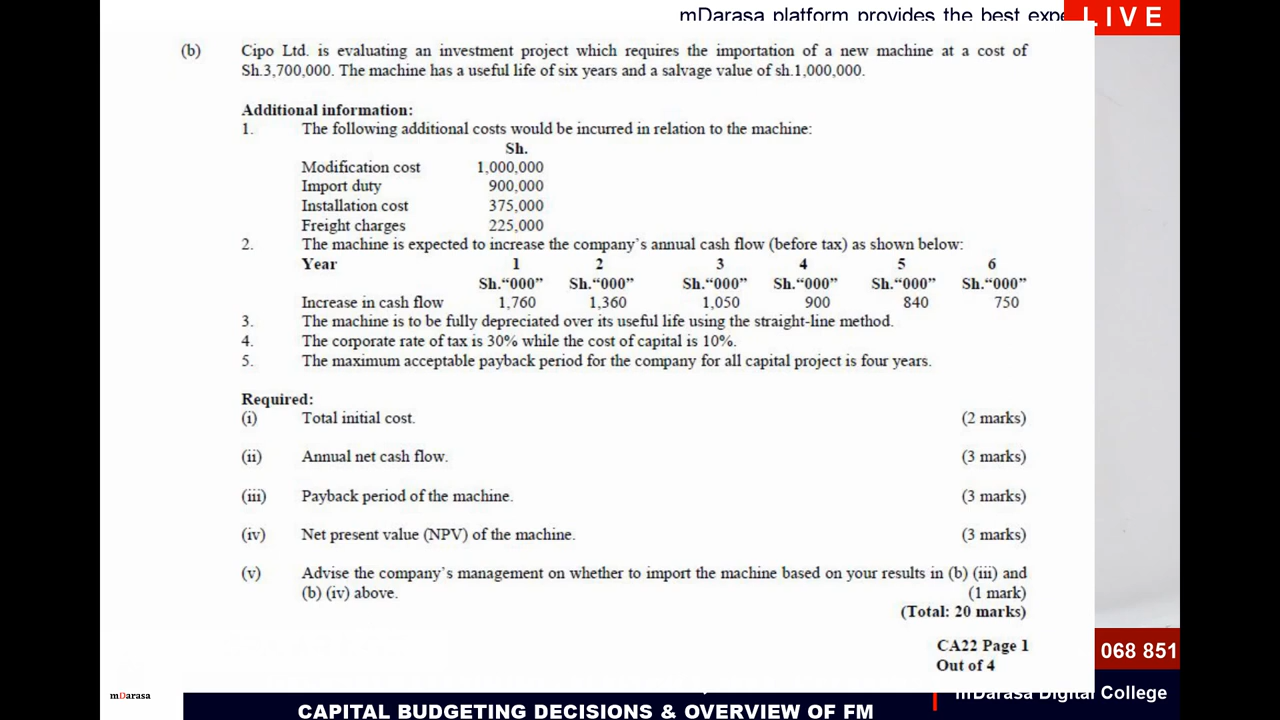 mDarasa platform provides the best expe
LIVE
(b) Cipo Ltd. is evaluating an investment project which requires the importation of a new machine at a cost of
Sh.3,700,000. The machine has a useful life of six years and a salvage value of sh.1,000,000.
Additional information:
1. The following additional costs would be incurred in relation to the machine:
Sh.
Modification cost 1,000,000
Import duty 900,000
Installation cost 375,000
Freight charges 225,000
2. The machine is expected to increase the company's annual cash flow (before tax) as shown below:
Year 1 2 3 4 5 6
Sh."000" Sh."000" Sh."000" Sh."000" Sh."000" Sh."000"
Increase in cash flow 1,760 1,360 1,050 900 840 750
3. The machine is to be fully depreciated over its useful life using the straight-line method.
4. The corporate rate of tax is 30% while the cost of capital is 10%.
5. The maximum acceptable payback period for the company for all capital project is four years.
Required:
(i) Total initial cost. (2 marks)
(ii) Annual net cash flow. (3 marks)
(iii) Payback period of the machine. (3 marks)
(iv) Net present value (NPV) of the machine. (3 marks)
(v) Advise the company's management on whether to import the machine based on your results in (b) (iii) and
(b) (iv) above. (1 mark)
(Total: 20 marks)
CA22 Page 1
Out of 4
068 851
mDarasa
mDarasa Digital College
CAPITAL BUDGETING DECISIONS & OVERVIEW OF FM